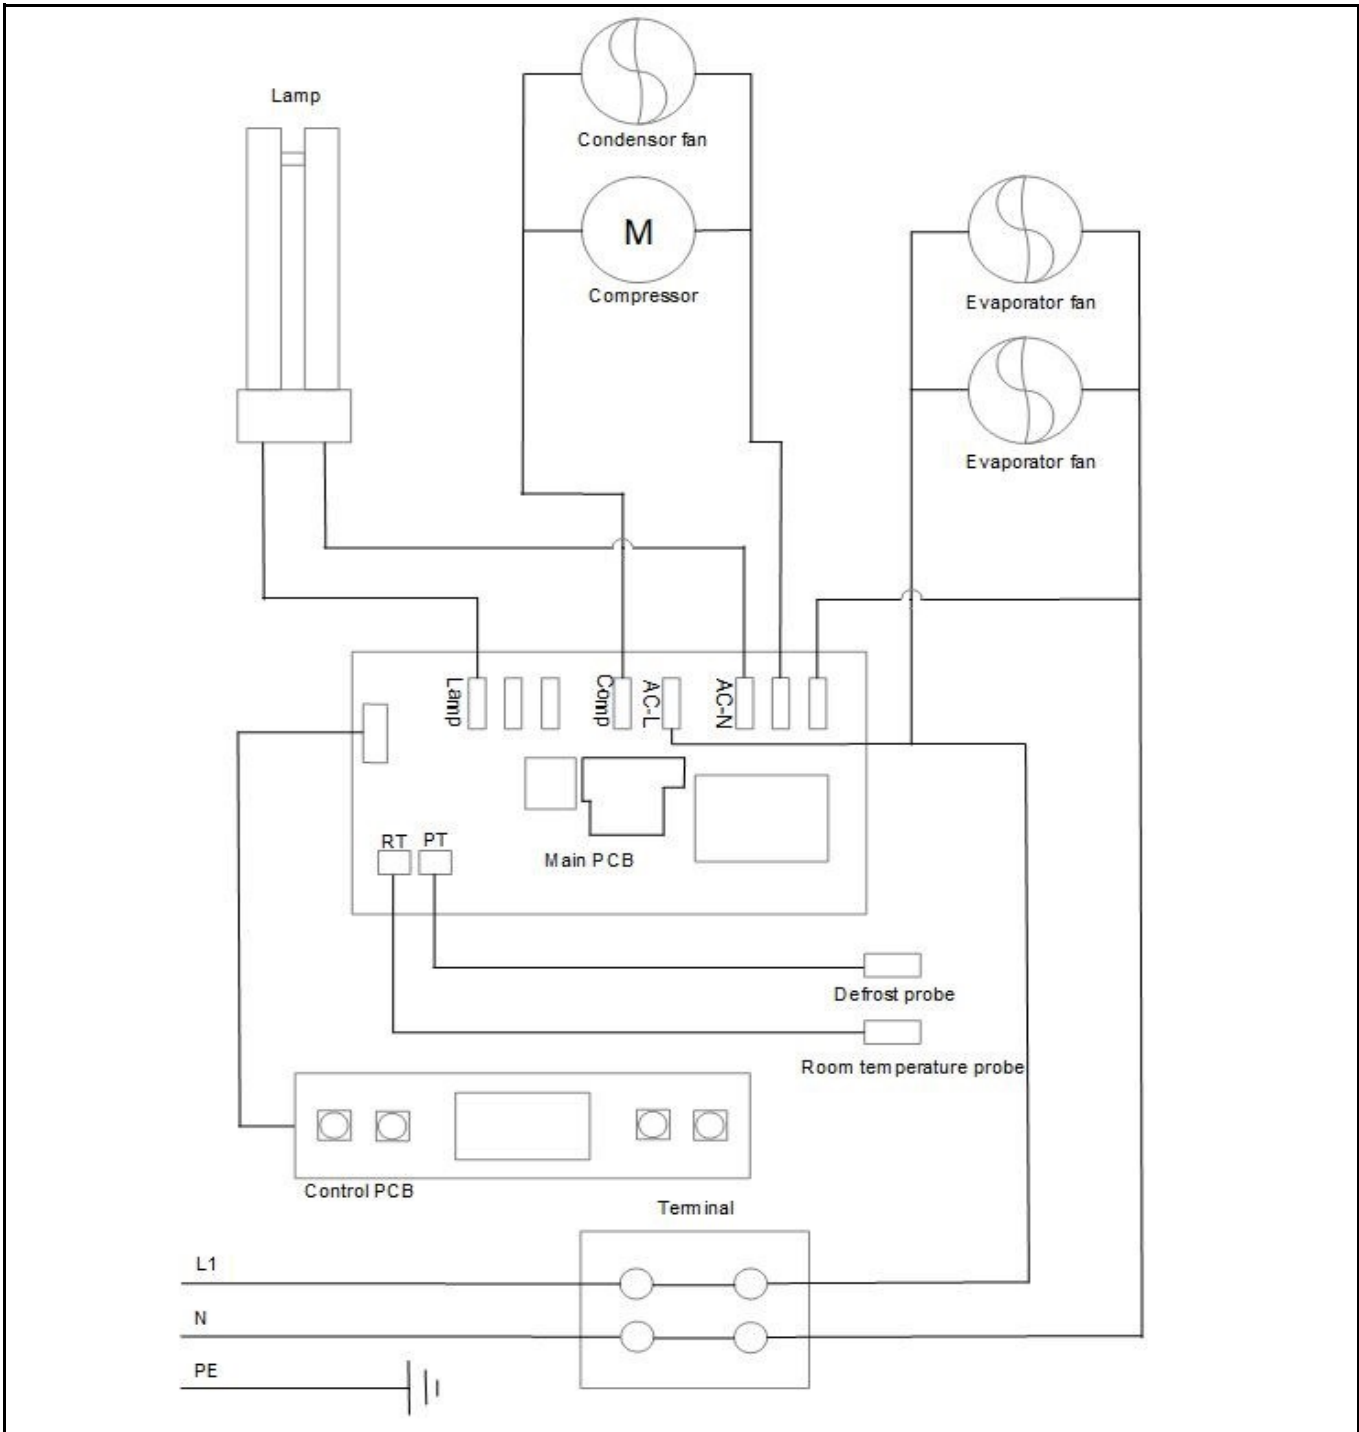 Lamp
Condensor fan
M
Compressor
Evaporator fan
Evaporator fan
Lamp
Comp
AC-L
AC-N
RT
PT
Main PCB
Defrost probe
Room temperature probe
Control PCB
Terminal
L1
N
PE